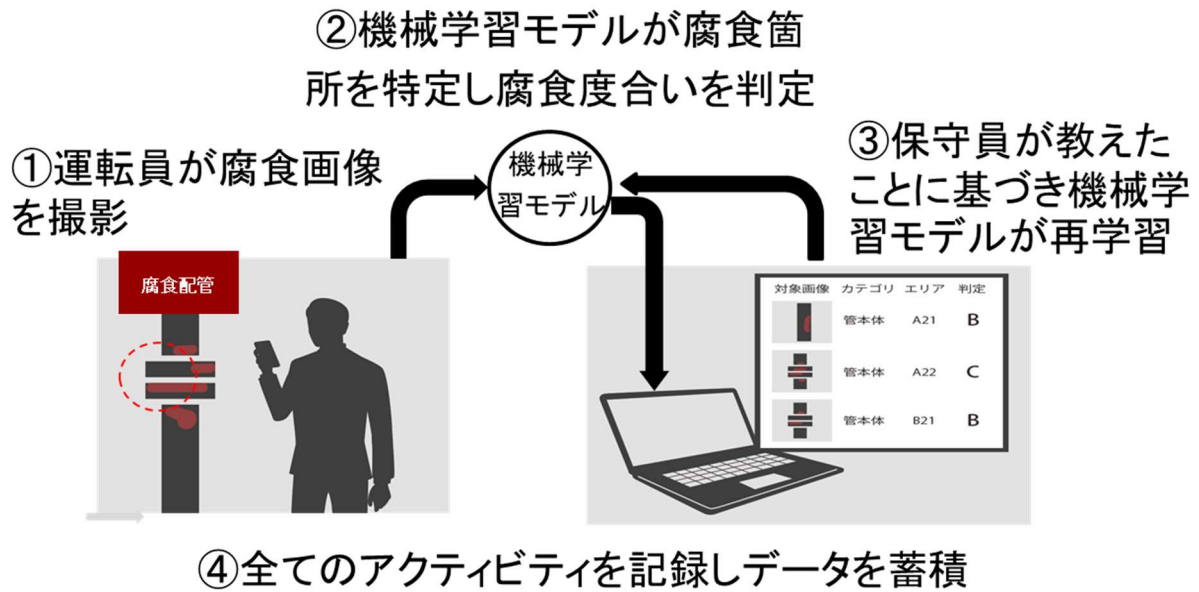 ②機械学習モデルが腐食箇
所を特定し腐食度合いを判定
①運転員が腐食画像
を撮影
機械学
習モデル
③保守員が教えた
ことに基づき機械学
習モデルが再学習
腐食配管
対象画像 カテゴリ エリア 判定
管本体 A21 B
管本体 A22 C
管本体 B21 B
④全てのアクティビティを記録しデータを蓄積